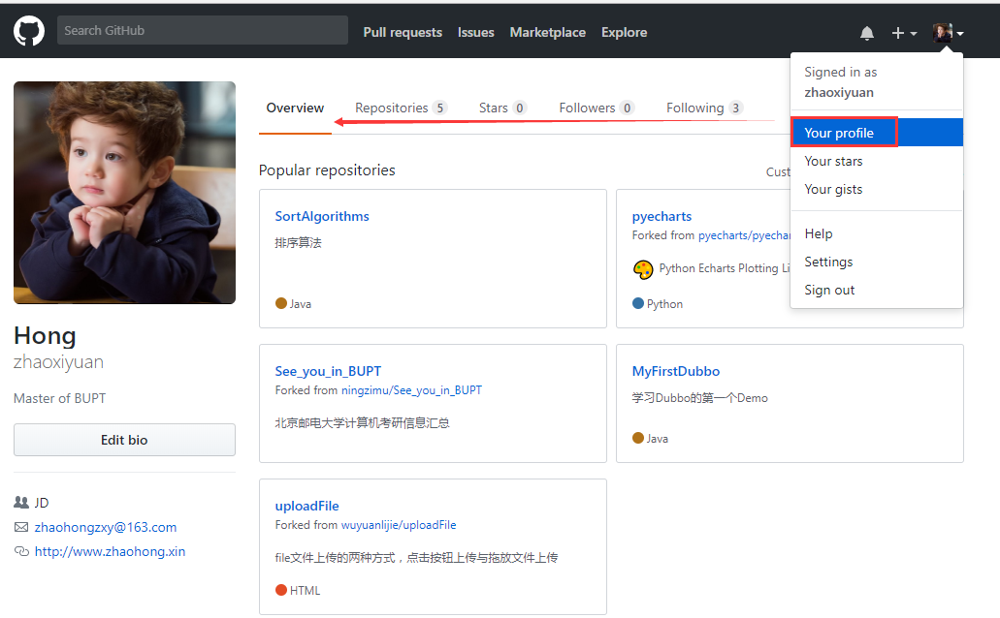 Search GitHub
Pull requests Issues Marketplace Explore
Signed in as
zhaoxiyuan
Your profile
Your stars
Your gists
Help
Settings
Sign out
Overview Repositories 5 Stars 0 Followers 0 Following 3
Popular repositories
Cust
SortAlgorithms
排序算法
Java
pyecharts
Forked from pyecharts/pyechar
Python Echarts Plotting Li
Python
See_you_in_BUPT
Forked from ningzimu/See_you_in_BUPT
北京邮电大学计算机考研信息汇总
MyFirstDubbo
学习Dubbo的第一个Demo
Java
uploadFile
Forked from wuyuanlijie/uploadFile
file文件上传的两种方式，点击按钮上传与拖放文件上传
HTML
Hong
zhaoxiyuan
Master of BUPT
Edit bio
JD
zhaohongzxy@163.com
http://www.zhaohong.xin